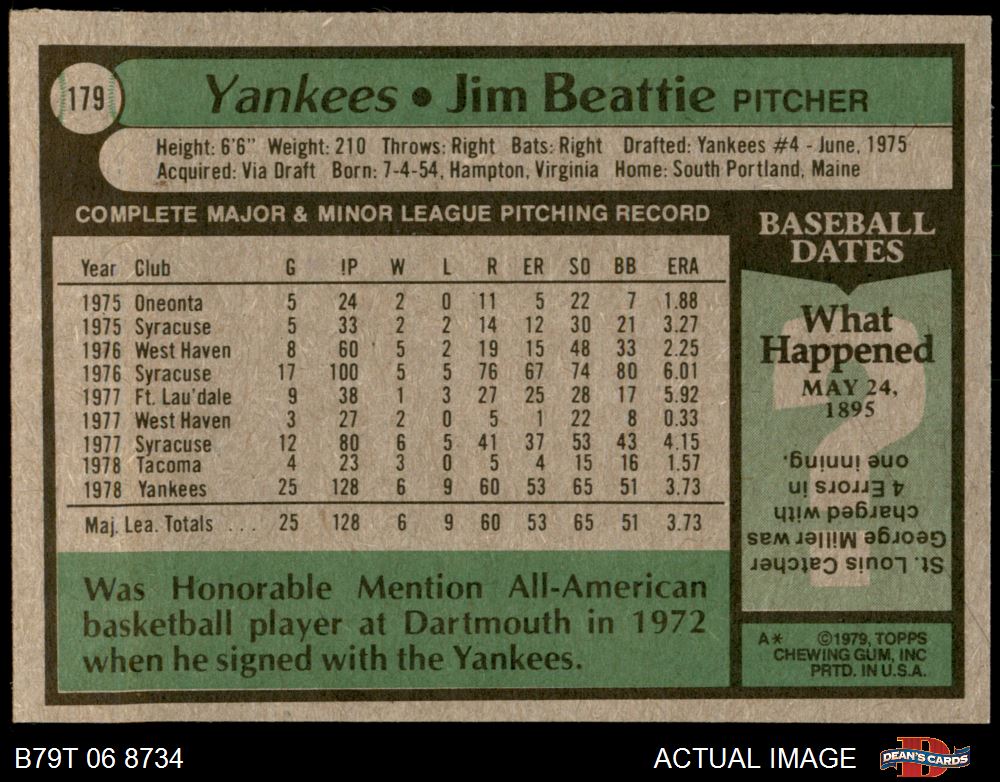 179
Yankees • Jim Beattie PITCHER
Height: 6'6" Weight: 210 Throws: Right Bats: Right Drafted: Yankees #4 - June, 1975
Acquired: Via Draft Born: 7-4-54, Hampton, Virginia Home: South Portland, Maine
COMPLETE MAJOR & MINOR LEAGUE PITCHING RECORD
Year Club G IP W L R ER SO BB ERA
1975 Oneonta 5 24 2 0 11 5 22 7 1.88
1975 Syracuse 5 33 2 2 14 12 30 21 3.27
1976 West Haven 8 60 5 2 19 15 48 33 2.25
1976 Syracuse 17 100 5 5 76 67 74 80 6.01
1977 Ft. Lau'dale 9 38 1 3 27 25 28 17 5.92
1977 West Haven 3 27 2 0 5 1 22 8 0.33
1977 Syracuse 12 80 6 5 41 37 53 43 4.15
1978 Tacoma 4 23 3 0 5 4 15 16 1.57
1978 Yankees 25 128 6 9 60 53 65 51 3.73
Maj. Lea. Totals ... 25 128 6 9 60 53 65 51 3.73
Was Honorable Mention All-American
basketball player at Dartmouth in 1972
when he signed with the Yankees.
BASEBALL
DATES
What
Happened
MAY 24,
1895
?
St. Louis Catcher
George Miller was
charged with
4 Errors in
one inning.
A* ©1979, TOPPS
CHEWING GUM, INC
PRTD. IN U.S.A.
B79T 06 8734
ACTUAL IMAGE
D
DEAN'S CARDS